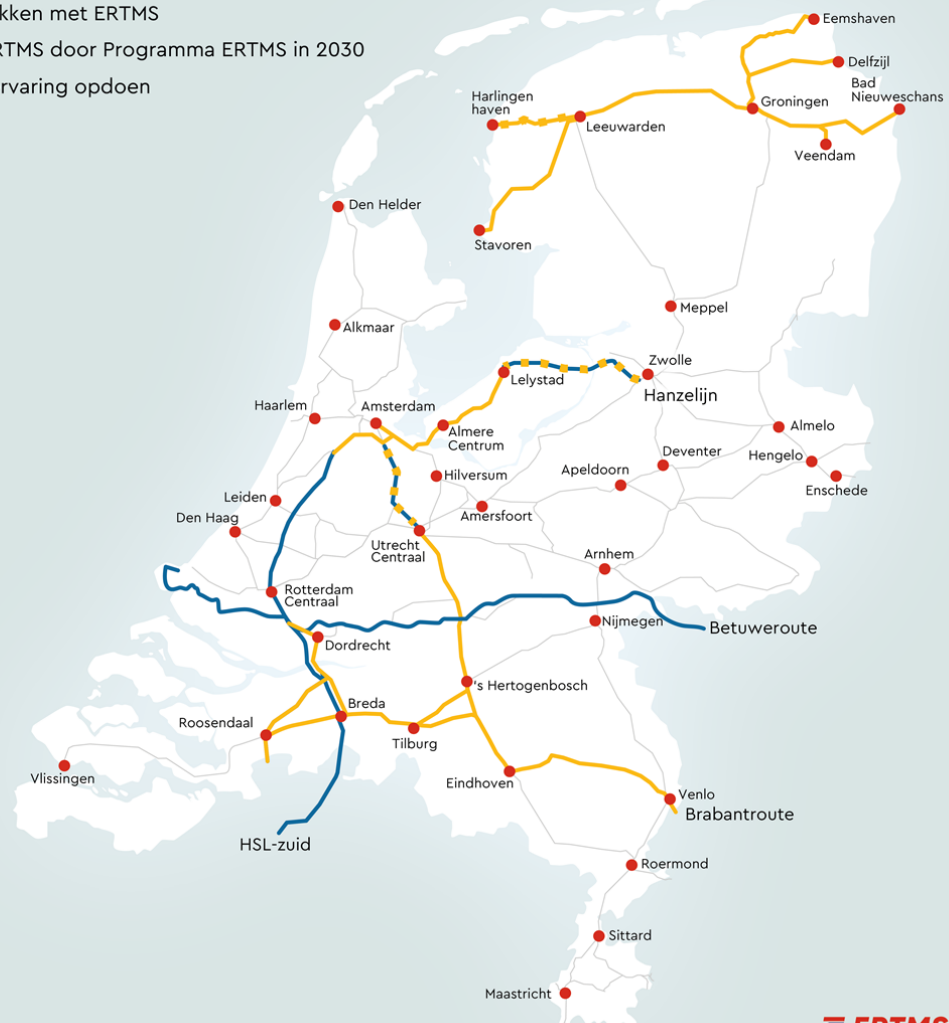 kken met ERTMS
RTMS door Programma ERTMS in 2030
rvaring opdoen
Eemshaven
Delfzijl
Bad
Nieuweschans
Harlingen
haven
Groningen
Leeuwarden
Veendam
Den Helder
Stavoren
Meppel
Alkmaar
Zwolle
Lelystad
Hanzelijn
Haarlem
Amsterdam
Almere
Centrum
Almelo
Deventer
Hengelo
Apeldoorn
Hilversum
Enschede
Leiden
Den Haag
Amersfoort
Utrecht
Centraal
Arnhem
Rotterdam
Centraal
Nijmegen
Betuweroute
Dordrecht
's Hertogenbosch
Breda
Roosendaal
Tilburg
Vlissingen
Eindhoven
Venlo
Brabantroute
HSL-zuid
Roermond
Sittard
Maastricht